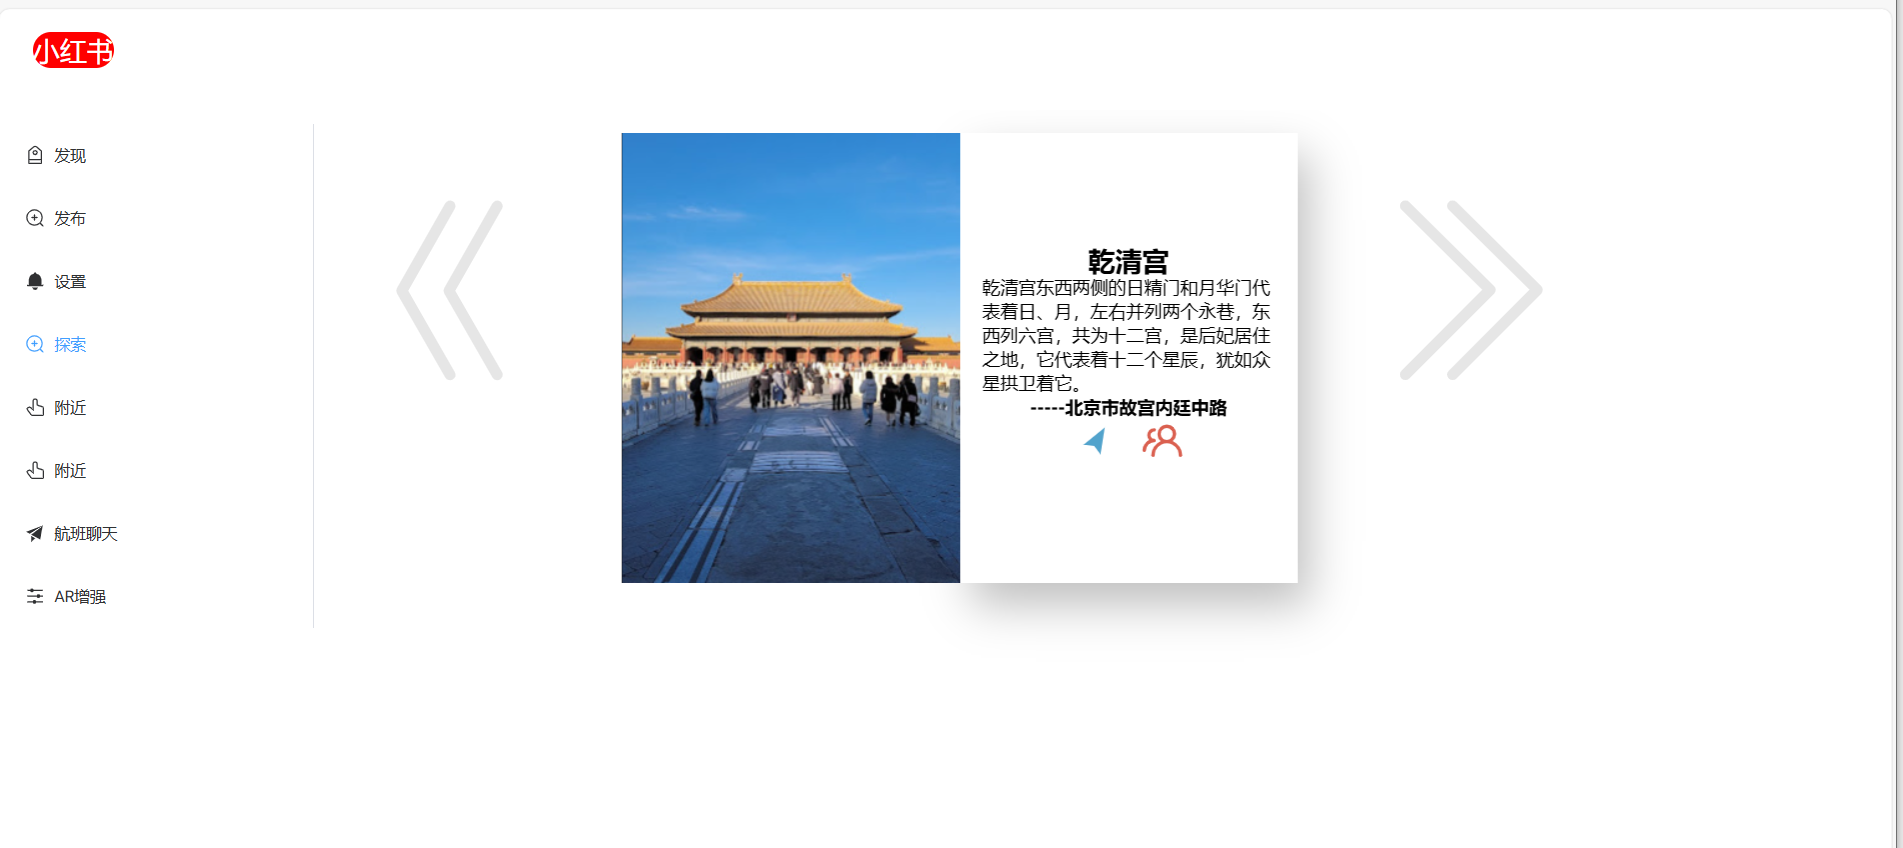 小红书
发现
发布
设置
探索
附近
附近
航班聊天
AR增强
乾清宫
乾清宫东西两侧的日精门和月华门代
表着日、月，左右并列两个永巷，东
西列六宫，共为十二宫，是后妃居住
之地，它代表着十二个星辰，犹如众
星拱卫着它。
-----北京市故宫内廷中路